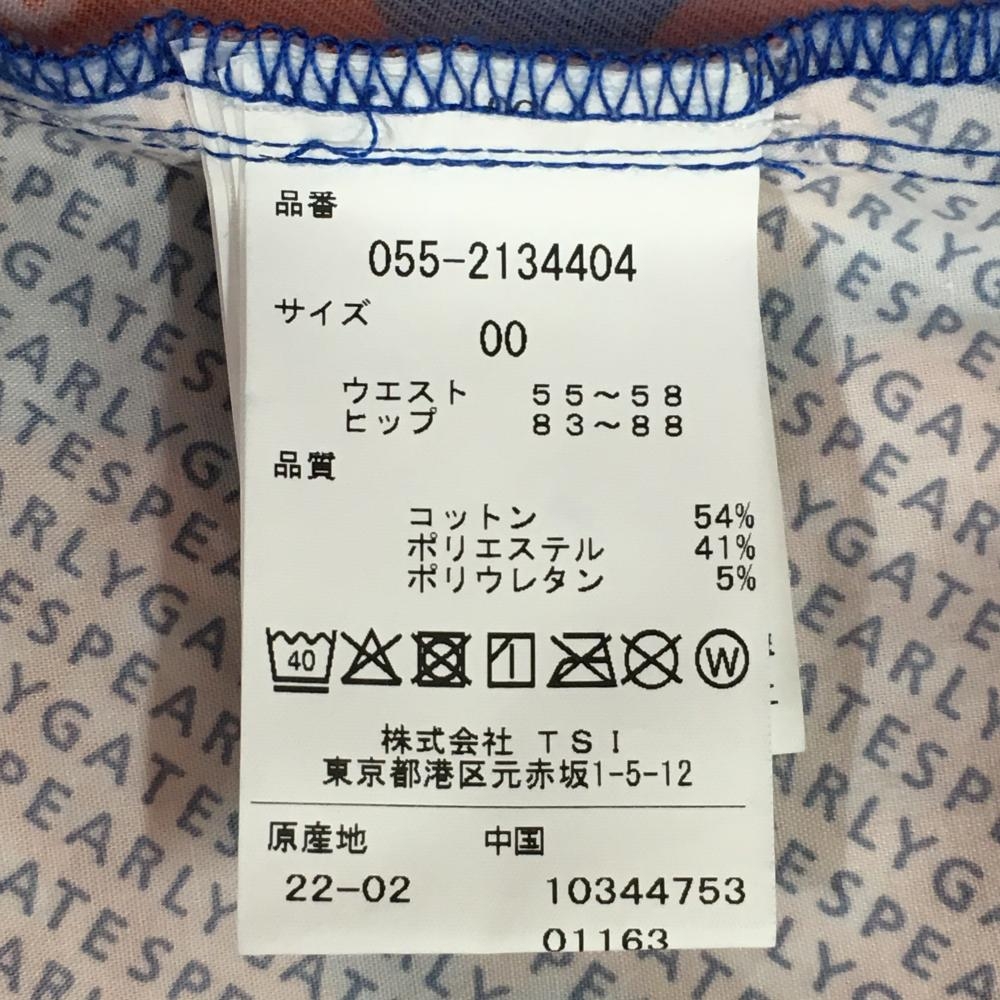 品番
055-2134404
サイズ
00
ウエスト 55～58
ヒップ 83～88
品質
コットン 54%
ポリエステル 41%
ポリウレタン 5%
40 W
株式会社 TSI
東京都港区元赤坂1-5-12
原産地 中国
22-02 10344753
01163
PEARLYGATES
PEARLYGATES
PEARLYGATES